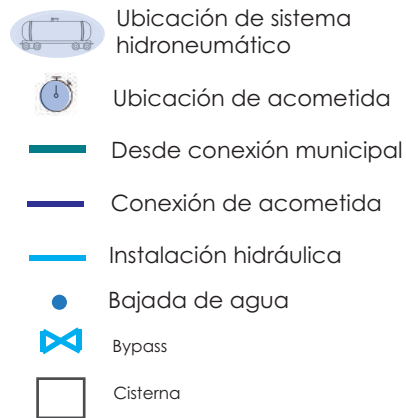 Ubicación de sistema
hidroneumático
Ubicación de acometida
Desde conexión municipal
Conexión de acometida
Instalación hidráulica
Bajada de agua
Bypass
Cisterna